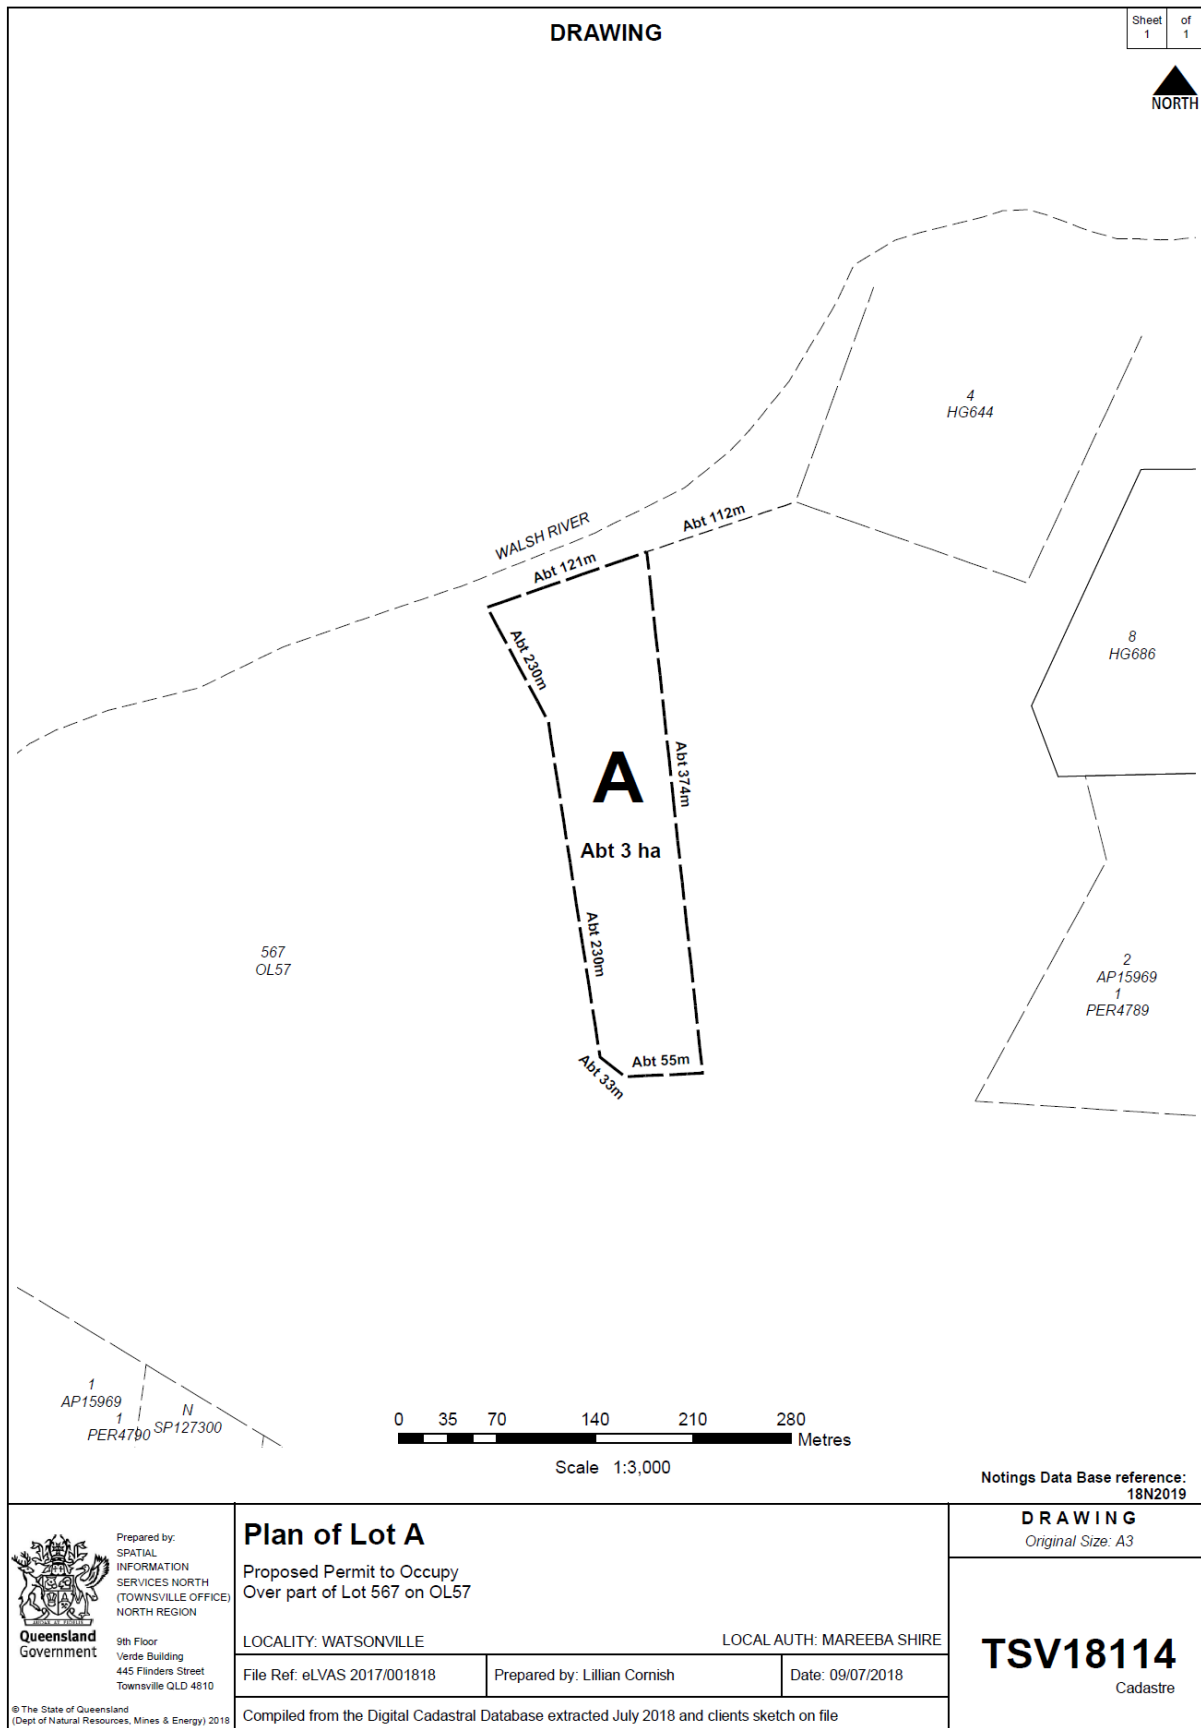 DRAWING
Sheet of
1 1
NORTH
4
HG644
WALSH RIVER
Abt 112m
Abt 121m
Abt 230m
8
HG686
A
Abt 374m
Abt 3 ha
Abt 230m
567
OL57
2
AP15969
1
PER4789
Abt 55m
Abt 33m
1
AP15969
1
PER4790
N
SP127300
0 35 70 140 210 280
Metres
Scale 1:3,000
Notings Data Base reference:
18N2019
Prepared by:
SPATIAL
INFORMATION
SERVICES NORTH
(TOWNSVILLE OFFICE)
NORTH REGION
Queensland
Government
9th Floor
Verde Building
445 Flinders Street
Townsville QLD 4810
© The State of Queensland
(Dept of Natural Resources, Mines & Energy) 2018
Plan of Lot A
Proposed Permit to Occupy
Over part of Lot 567 on OL57
LOCALITY: WATSONVILLE
LOCAL AUTH: MAREEBA SHIRE
File Ref: eLVAS 2017/001818
Prepared by: Lillian Cornish
Date: 09/07/2018
Compiled from the Digital Cadastral Database extracted July 2018 and clients sketch on file
DRAWING
Original Size: A3
TSV18114
Cadastre